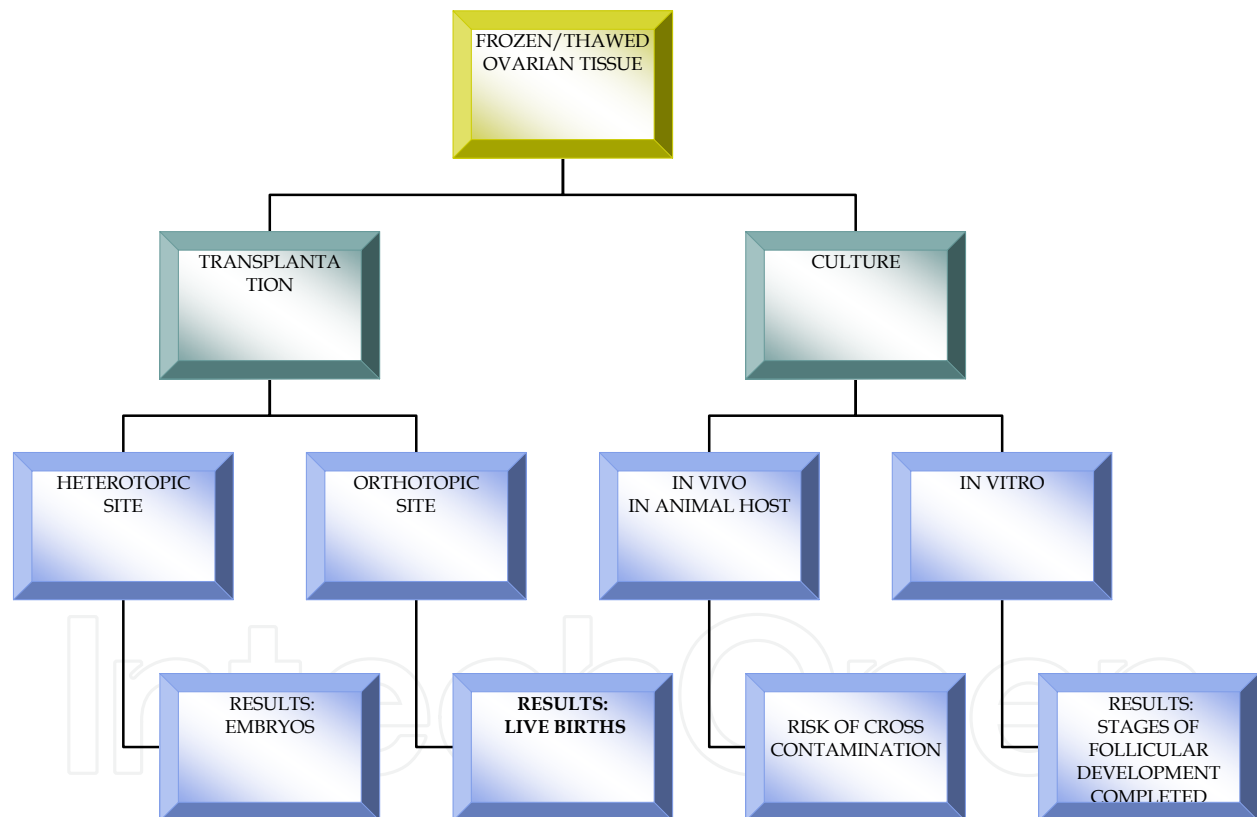 FROZEN/THAWED
OVARIAN TISSUE
TRANSPLANTA
TION
CULTURE
HETEROTOPIC
SITE
ORTHOTOPIC
SITE
IN VIVO
IN ANIMAL HOST
IN VITRO
RESULTS:
EMBRYOS
RESULTS:
LIVE BIRTHS
RISK OF CROSS
CONTAMINATION
RESULTS:
STAGES OF
FOLLICULAR
DEVELOPMENT
COMPLETED
IntechOpen